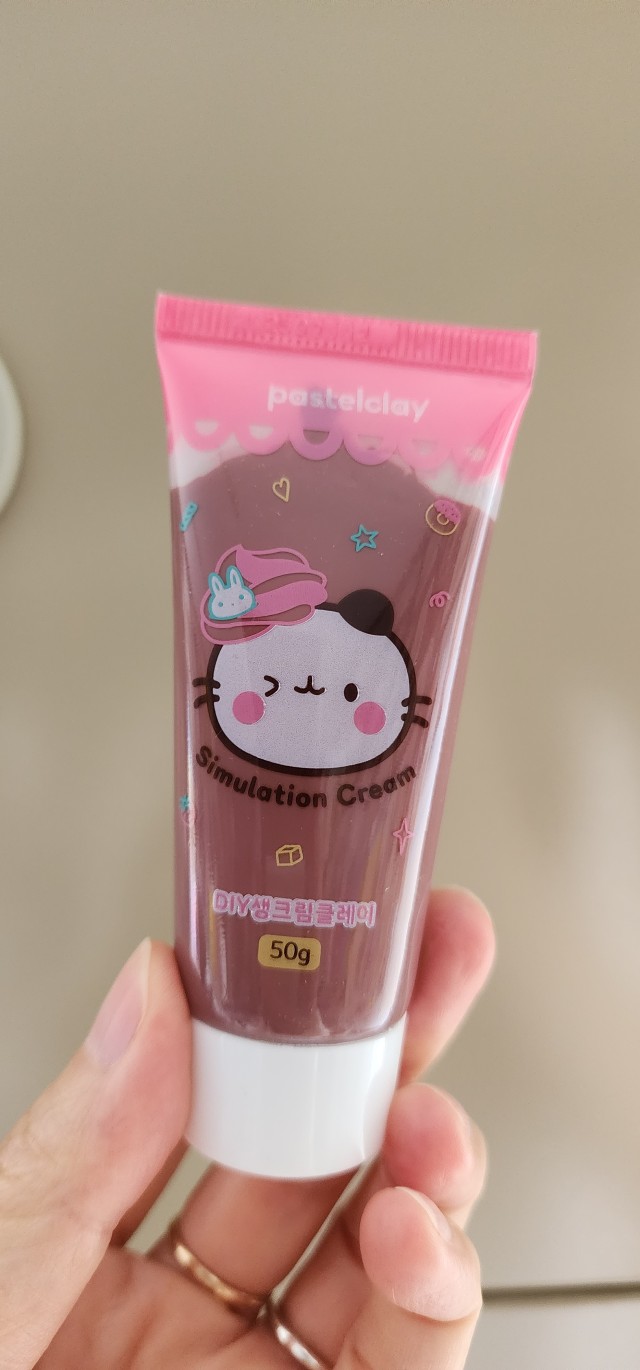 pastelclay
Simulation Cream
DIY생크림클레이
50g